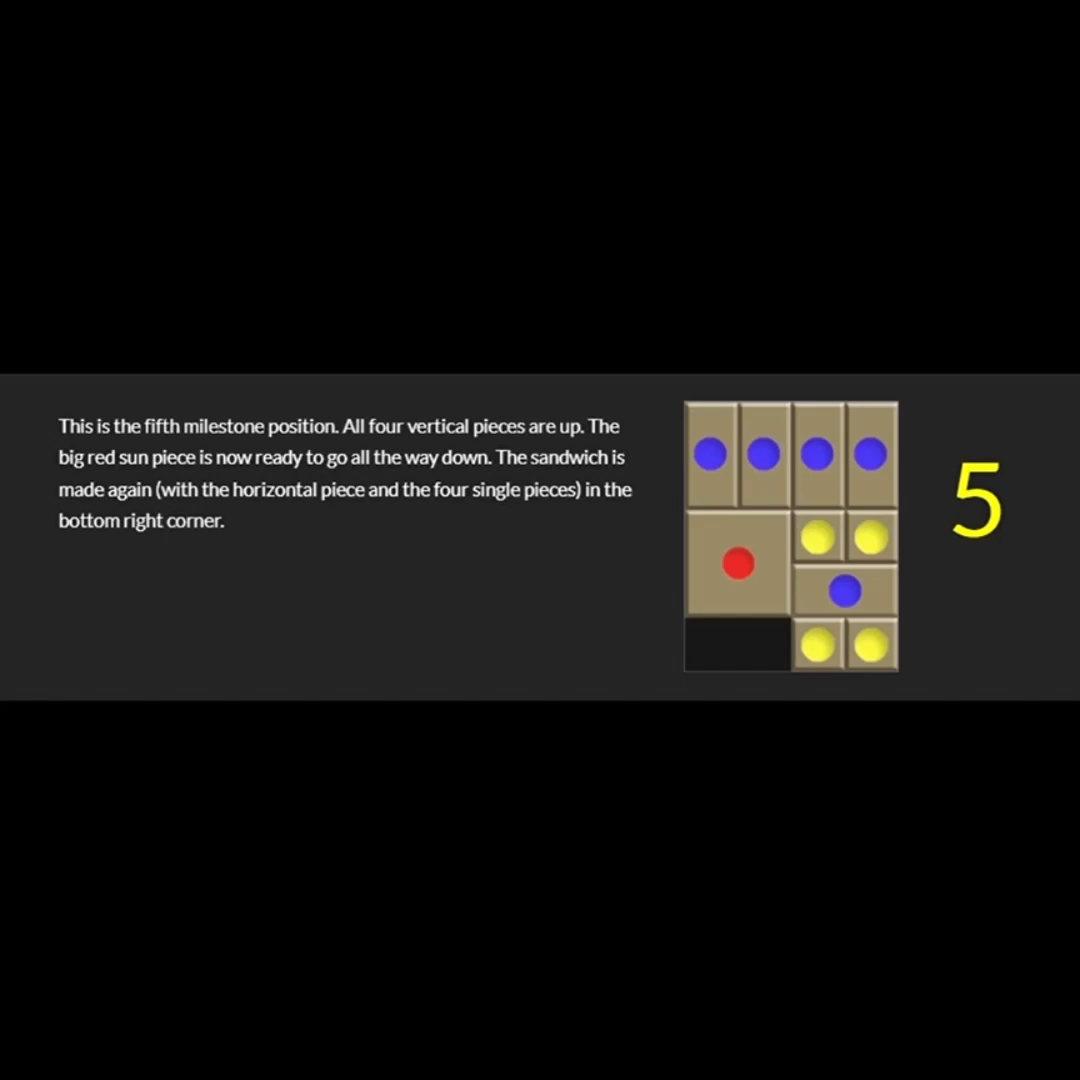 This is the fifth milestone position. All four vertical pieces are up. The
big red sun piece is now ready to go all the way down. The sandwich is
made again (with the horizontal piece and the four single pieces) in the
bottom right corner.
5